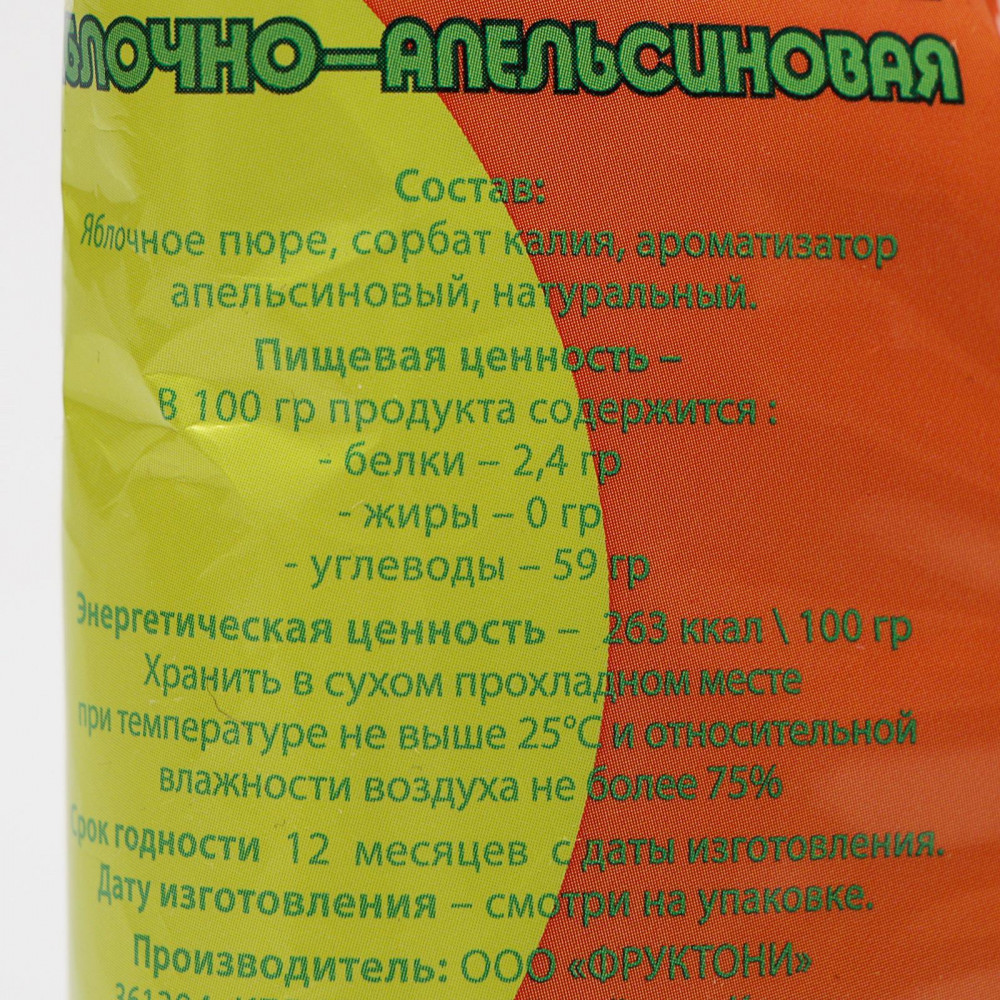 ЯБЛОЧНО-АПЕЛЬСИНОВАЯ
Состав:
Яблочное пюре, сорбат калия, ароматизатор
апельсиновый, натуральный.
Пищевая ценность –
В 100 гр продукта содержится :
- белки – 2,4 гр
- жиры – 0 гр
- углеводы – 59 гр
Энергетическая ценность – 263 ккал \ 100 гр
Хранить в сухом прохладном месте
при температуре не выше 25°C и относительной
влажности воздуха не более 75%
Срок годности 12 месяцев с даты изготовления.
Дату изготовления – смотри на упаковке.
Производитель: ООО «ФРУКТОНИ»